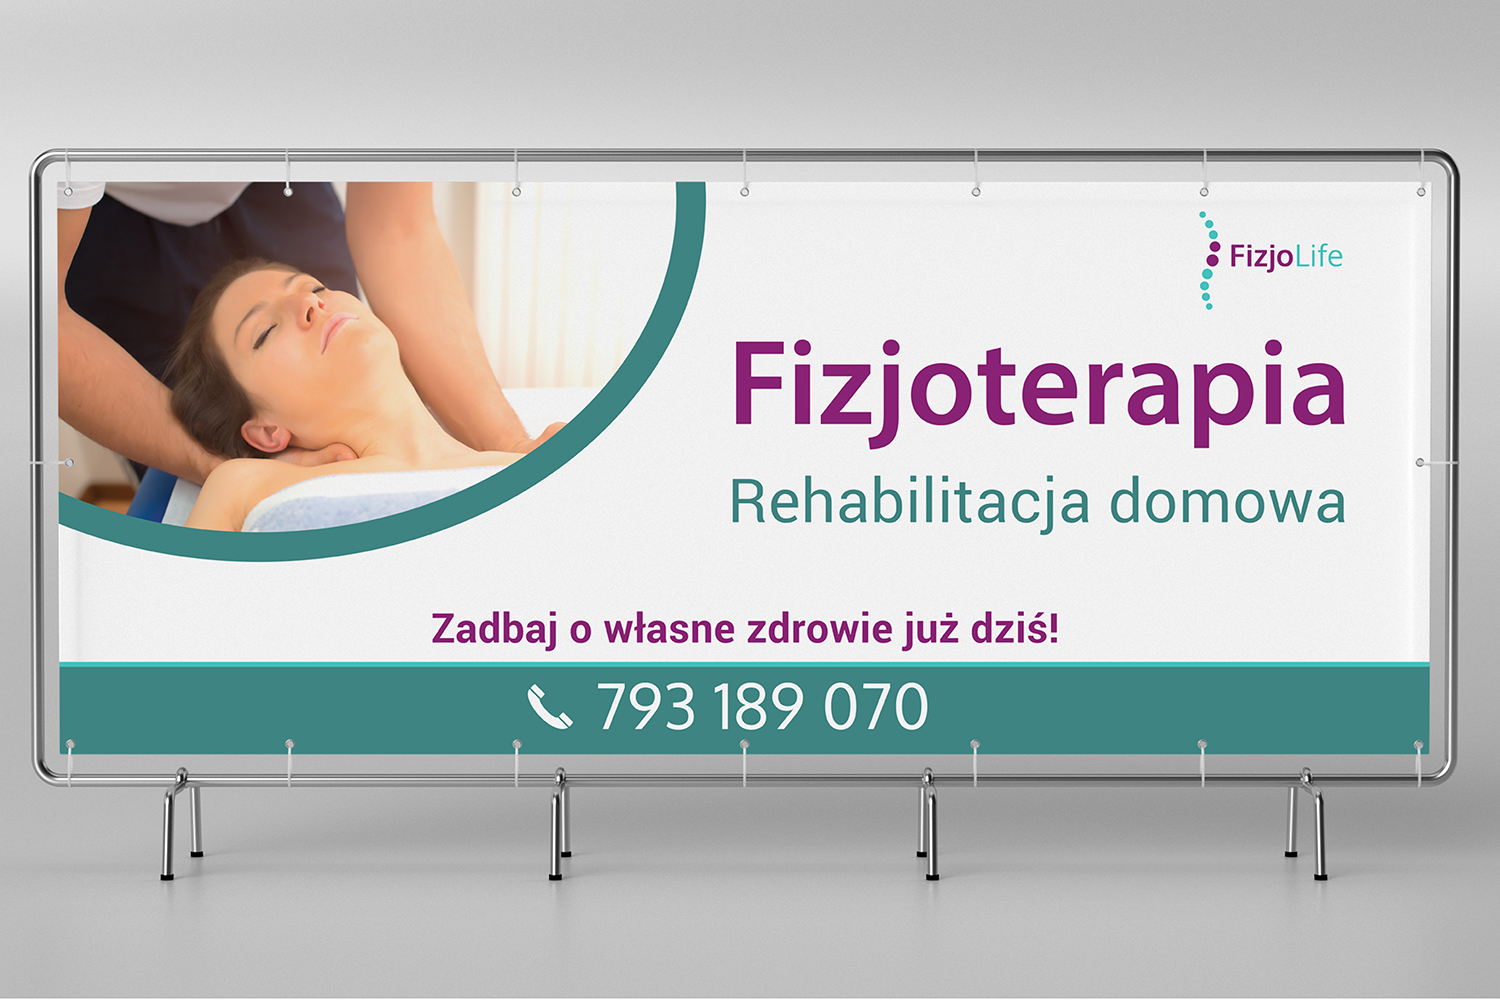 FizjoLife
Fizjoterapia
Rehabilitacja domowa
Zadbaj o własne zdrowie już dziś!
793 189 070